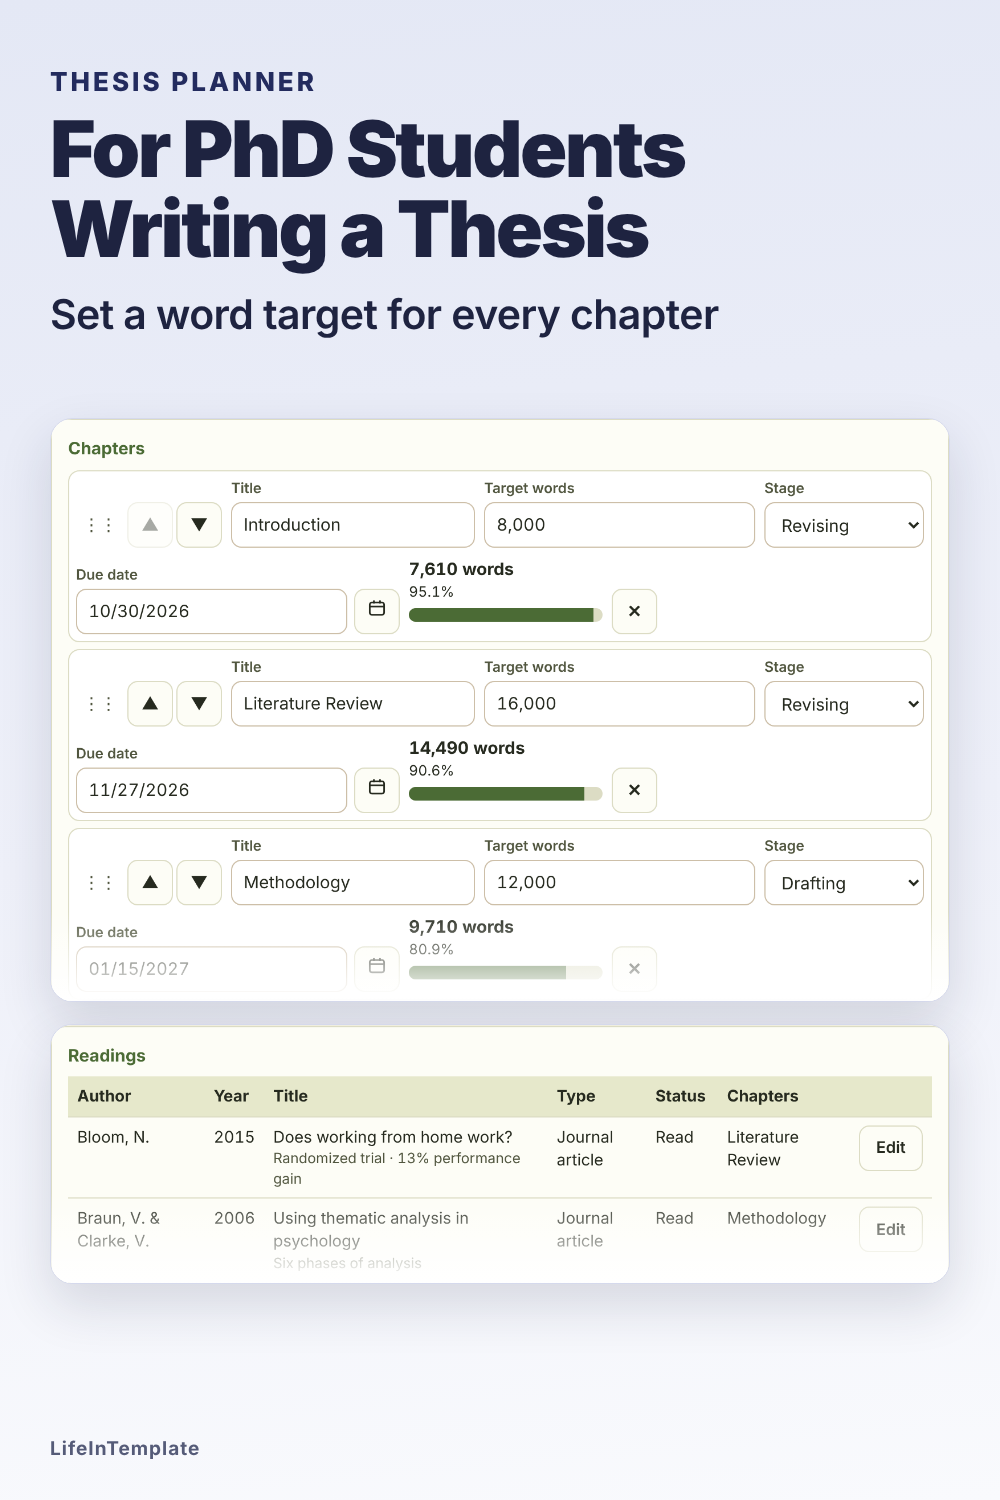 THESIS PLANNER
For PhD Students
Writing a Thesis
Set a word target for every chapter
Chapters
Title
Target words
Stage
Introduction
8,000
Revising
Due date
7,610 words
95.1%
10/30/2026
Title
Target words
Stage
Literature Review
16,000
Revising
Due date
14,490 words
90.6%
11/27/2026
Title
Target words
Stage
Methodology
12,000
Drafting
Due date
9,710 words
80.9%
01/15/2027
Readings
Author Year Title Type Status Chapters
Bloom, N. 2015 Does working from home work? Journal article Read Literature Review Edit
Randomized trial · 13% performance gain
Braun, V. & Clarke, V. 2006 Using thematic analysis in psychology Journal article Read Methodology Edit
Six phases of analysis
LifeInTemplate